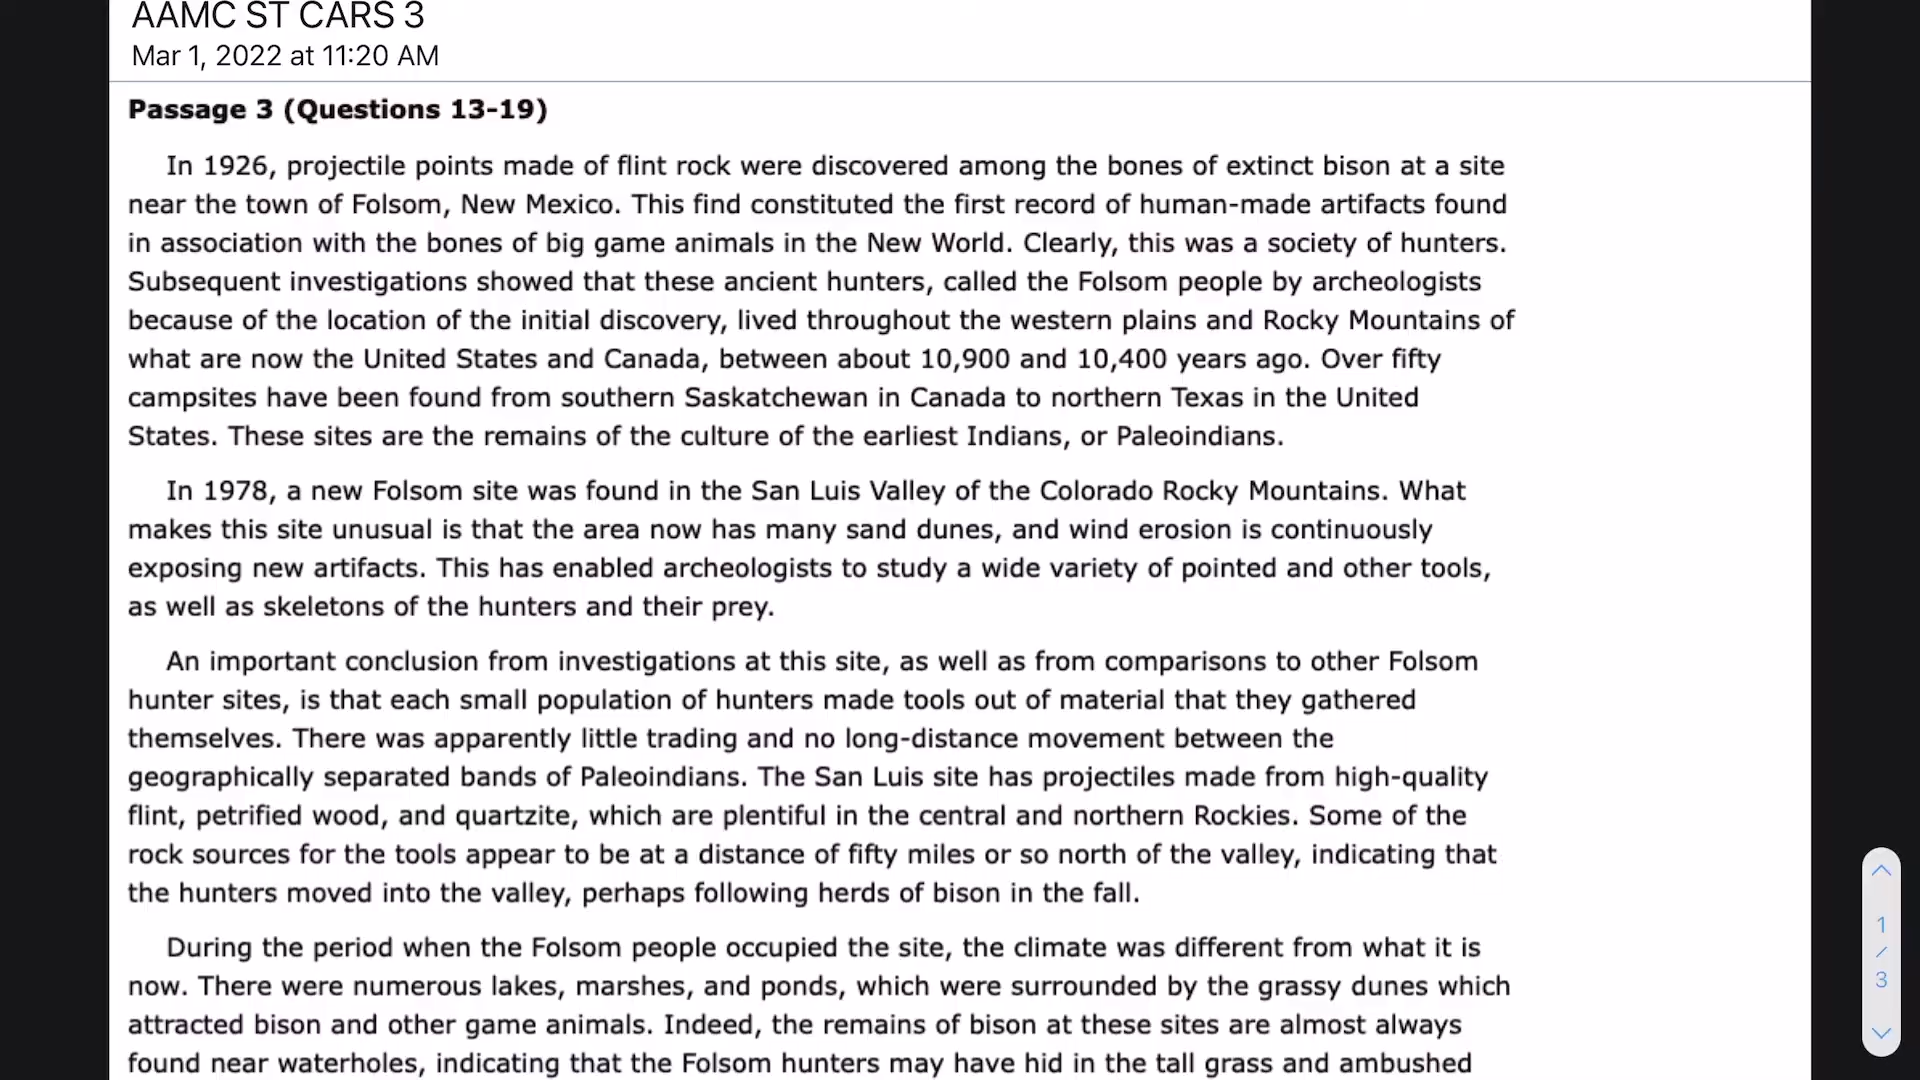 AAMC ST CARS 3
Mar 1, 2022 at 11:20 AM
Passage 3 (Questions 13-19)
In 1926, projectile points made of flint rock were discovered among the bones of extinct bison at a site
near the town of Folsom, New Mexico. This find constituted the first record of human-made artifacts found
in association with the bones of big game animals in the New World. Clearly, this was a society of hunters.
Subsequent investigations showed that these ancient hunters, called the Folsom people by archeologists
because of the location of the initial discovery, lived throughout the western plains and Rocky Mountains of
what are now the United States and Canada, between about 10,900 and 10,400 years ago. Over fifty
campsites have been found from southern Saskatchewan in Canada to northern Texas in the United
States. These sites are the remains of the culture of the earliest Indians, or Paleoindians.
In 1978, a new Folsom site was found in the San Luis Valley of the Colorado Rocky Mountains. What
makes this site unusual is that the area now has many sand dunes, and wind erosion is continuously
exposing new artifacts. This has enabled archeologists to study a wide variety of pointed and other tools,
as well as skeletons of the hunters and their prey.
An important conclusion from investigations at this site, as well as from comparisons to other Folsom
hunter sites, is that each small population of hunters made tools out of material that they gathered
themselves. There was apparently little trading and no long-distance movement between the
geographically separated bands of Paleoindians. The San Luis site has projectiles made from high-quality
flint, petrified wood, and quartzite, which are plentiful in the central and northern Rockies. Some of the
rock sources for the tools appear to be at a distance of fifty miles or so north of the valley, indicating that
the hunters moved into the valley, perhaps following herds of bison in the fall.
During the period when the Folsom people occupied the site, the climate was different from what it is
now. There were numerous lakes, marshes, and ponds, which were surrounded by the grassy dunes which
attracted bison and other game animals. Indeed, the remains of bison at these sites are almost always
found near waterholes, indicating that the Folsom hunters may have hid in the tall grass and ambushed
1
/
3